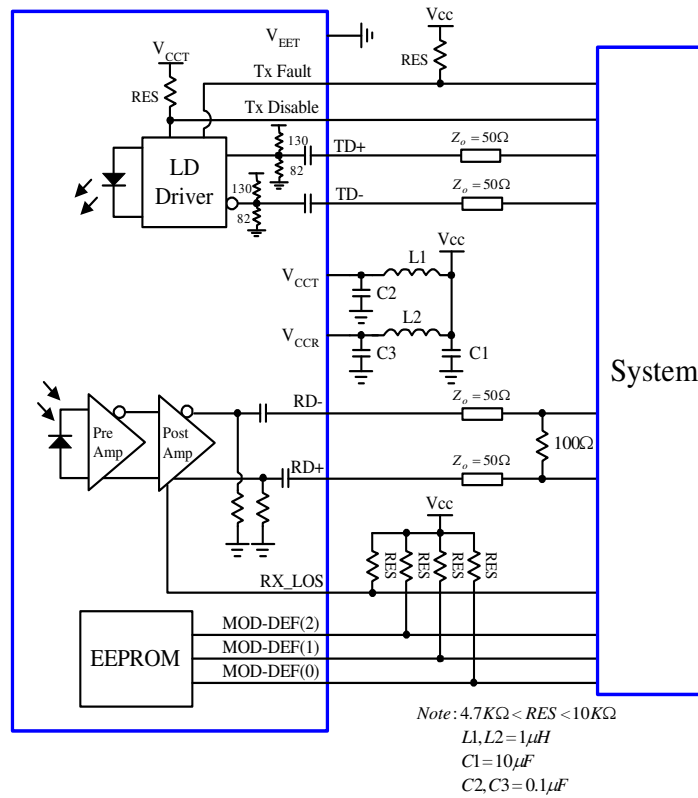 V_EET
Vcc
V_CCT
RES
Tx Fault
RES
Tx Disable
LD
Driver
130
82
TD+
Z_o = 50Ω
130
82
TD-
Z_o = 50Ω
Vcc
V_CCT
L1
C2
L2
V_CCR
C3
C1
System
Pre
Amp
Post
Amp
RD-
Z_o = 50Ω
100Ω
RD+
Z_o = 50Ω
Vcc
RES
RES
RES
RES
RX_LOS
EEPROM
MOD-DEF(2)
MOD-DEF(1)
MOD-DEF(0)
Note: 4.7KΩ < RES < 10KΩ
L1, L2 = 1μH
C1 = 10μF
C2, C3 = 0.1μF